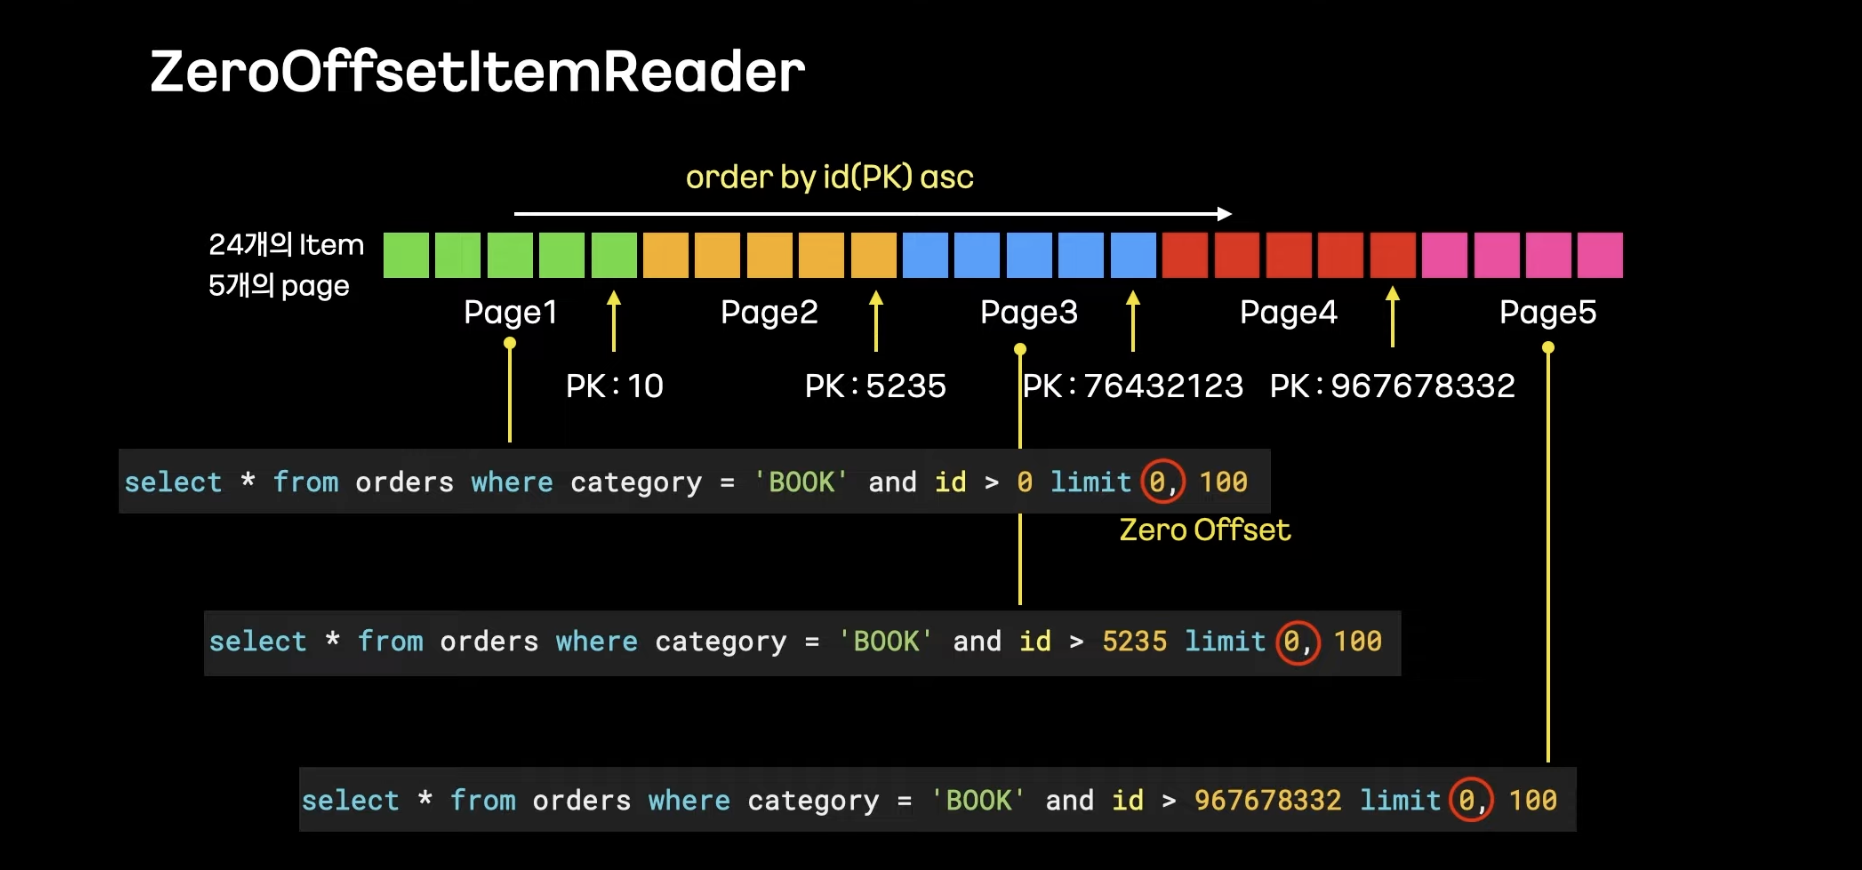 ZeroOffsetItemReader
order by id(PK) asc
24개의 Item
5개의 page
Page1 Page2 Page3 Page4 Page5
PK : 10 PK : 5235 PK : 76432123 PK : 967678332
select * from orders where category = 'BOOK' and id > 0 limit 0, 100
Zero Offset
select * from orders where category = 'BOOK' and id > 5235 limit 0, 100
select * from orders where category = 'BOOK' and id > 967678332 limit 0, 100